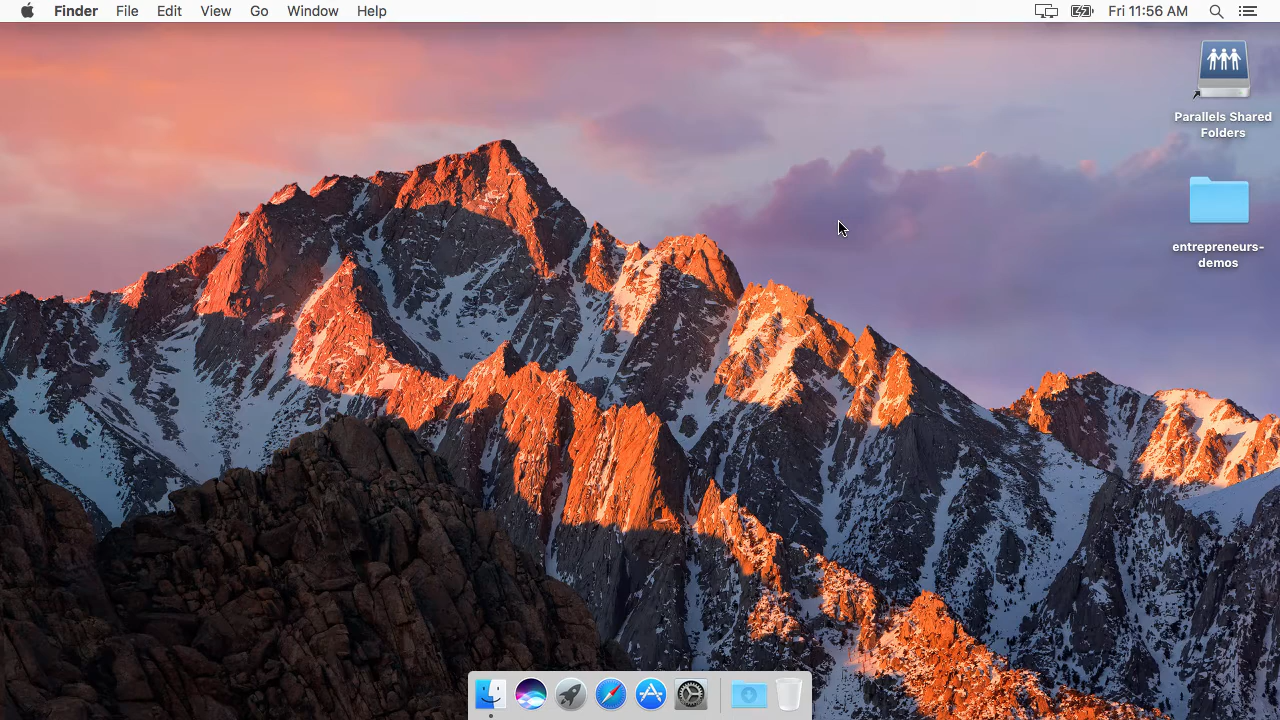 Finder File Edit View Go Window Help Fri 11:56 AM
Parallels Shared
Folders
entrepreneurs-
demos